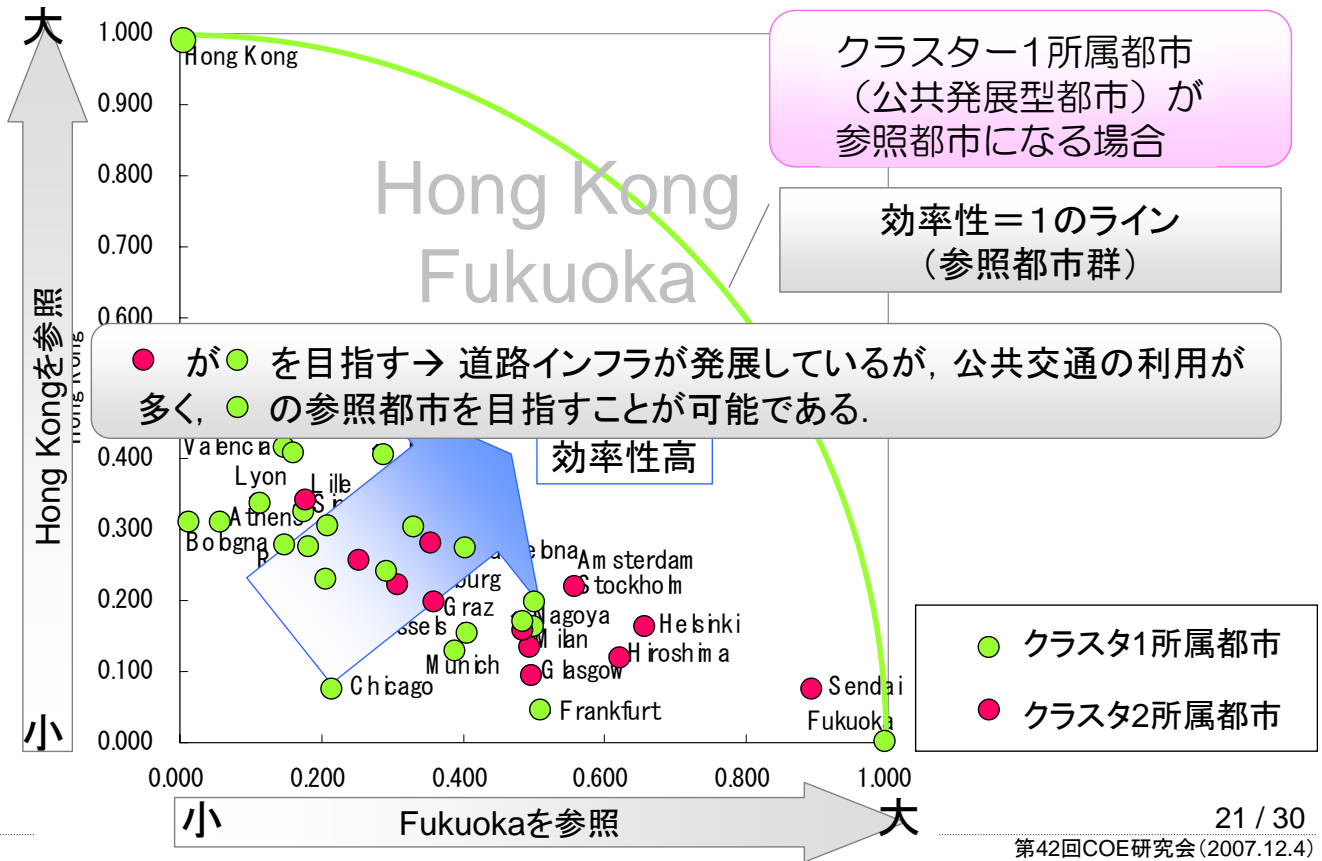 大
Hong Kongを参照
小
1.000
0.900
0.800
0.700
0.600
0.400
0.300
0.200
0.100
0.000
Hong Kong
Hong Kong
Fukuoka
クラスター1所属都市
(公共発展型都市)が
参照都市になる場合
効率性=1のライン
(参照都市群)
● が● を目指す→ 道路インフラが発展しているが, 公共交通の利用が
多く, ● の参照都市を目指すことが可能である.
効率性高
Valencia
Lyon
Lille
Athens
Bologna
Amsterdam
Stockholm
burg
Graz
Nagoya
Helsinki
ssels
Milan
Hiroshima
Munich
Glasgow
Chicago
Frankfurt
Sendai
Fukuoka
クラスタ1所属都市
クラスタ2所属都市
0.000 0.200 0.400 0.600 0.800 1.000
小 Fukuokaを参照 大
21 / 30
第42回COE研究会(2007.12.4)